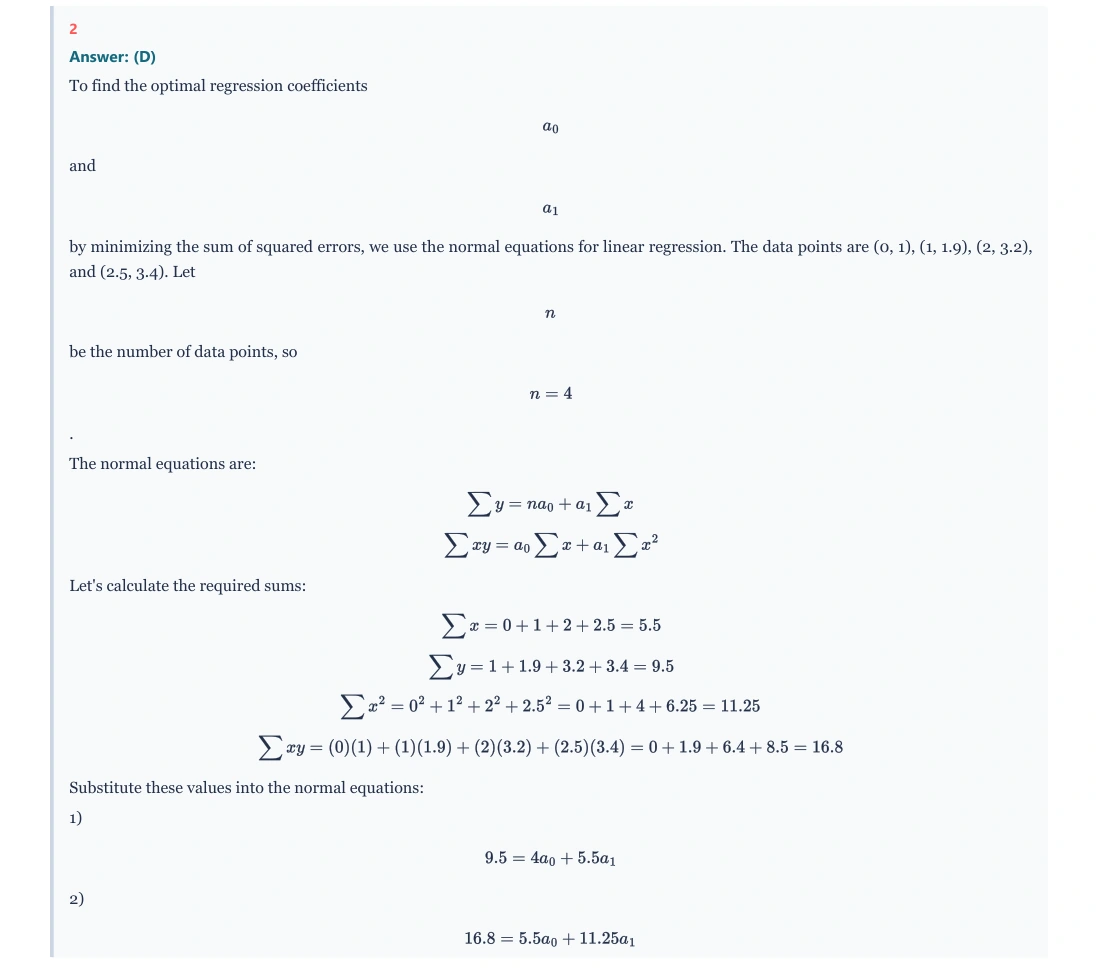 2
Answer: (D)
To find the optimal regression coefficients
a₀
and
a₁
by minimizing the sum of squared errors, we use the normal equations for linear regression. The data points are (0, 1), (1, 1.9), (2, 3.2),
and (2.5, 3.4). Let
n
be the number of data points, so
n = 4
.
The normal equations are:
∑ y = na₀ + a₁ ∑ x
∑ xy = a₀ ∑ x + a₁ ∑ x²
Let's calculate the required sums:
∑ x = 0 + 1 + 2 + 2.5 = 5.5
∑ y = 1 + 1.9 + 3.2 + 3.4 = 9.5
∑ x² = 0² + 1² + 2² + 2.5² = 0 + 1 + 4 + 6.25 = 11.25
∑ xy = (0)(1) + (1)(1.9) + (2)(3.2) + (2.5)(3.4) = 0 + 1.9 + 6.4 + 8.5 = 16.8
Substitute these values into the normal equations:
1)
9.5 = 4a₀ + 5.5a₁
2)
16.8 = 5.5a₀ + 11.25a₁